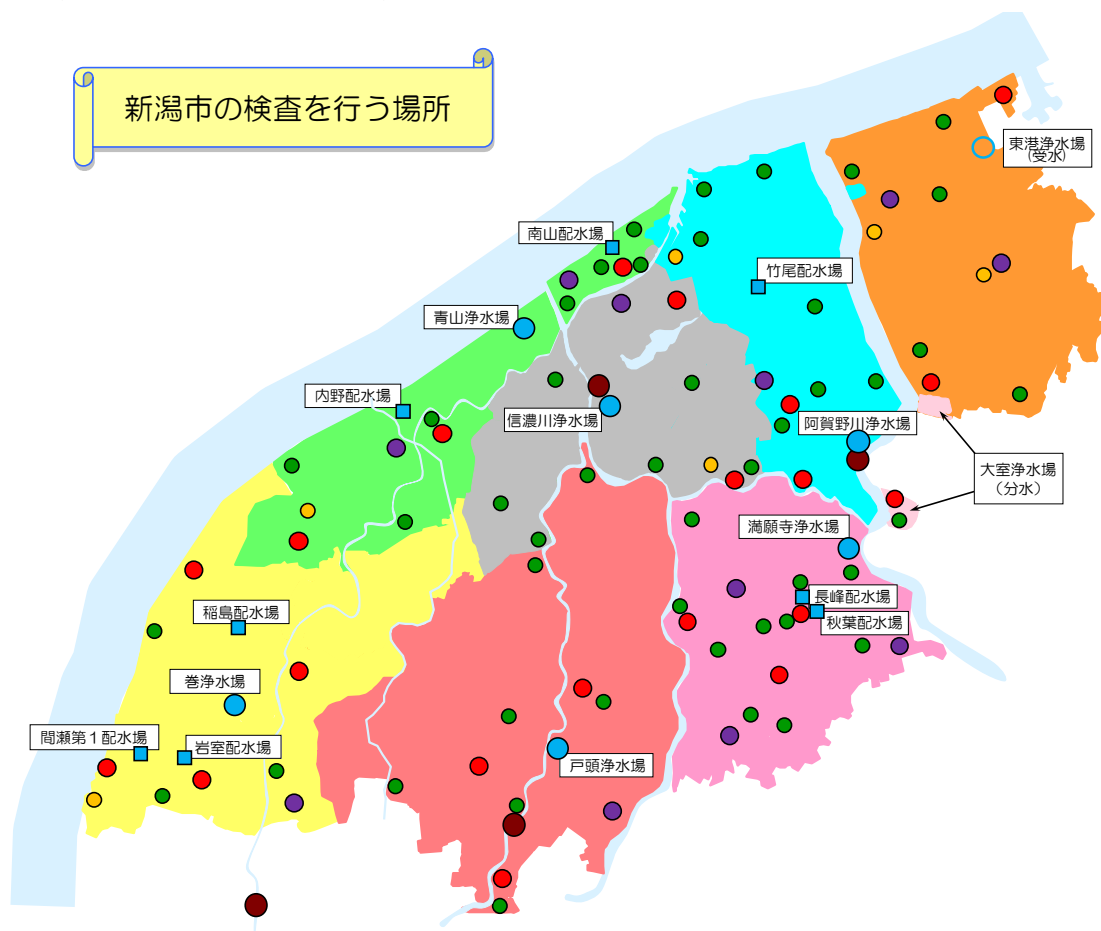 新潟市の検査を行う場所
東港浄水場
(受水)
南山配水場
竹尾配水場
青山浄水場
内野配水場
信濃川浄水場
阿賀野川浄水場
大室浄水場
（分水）
満願寺浄水場
長峰配水場
稲島配水場
秋葉配水場
巻浄水場
間瀬第１配水場
岩室配水場
戸頭浄水場